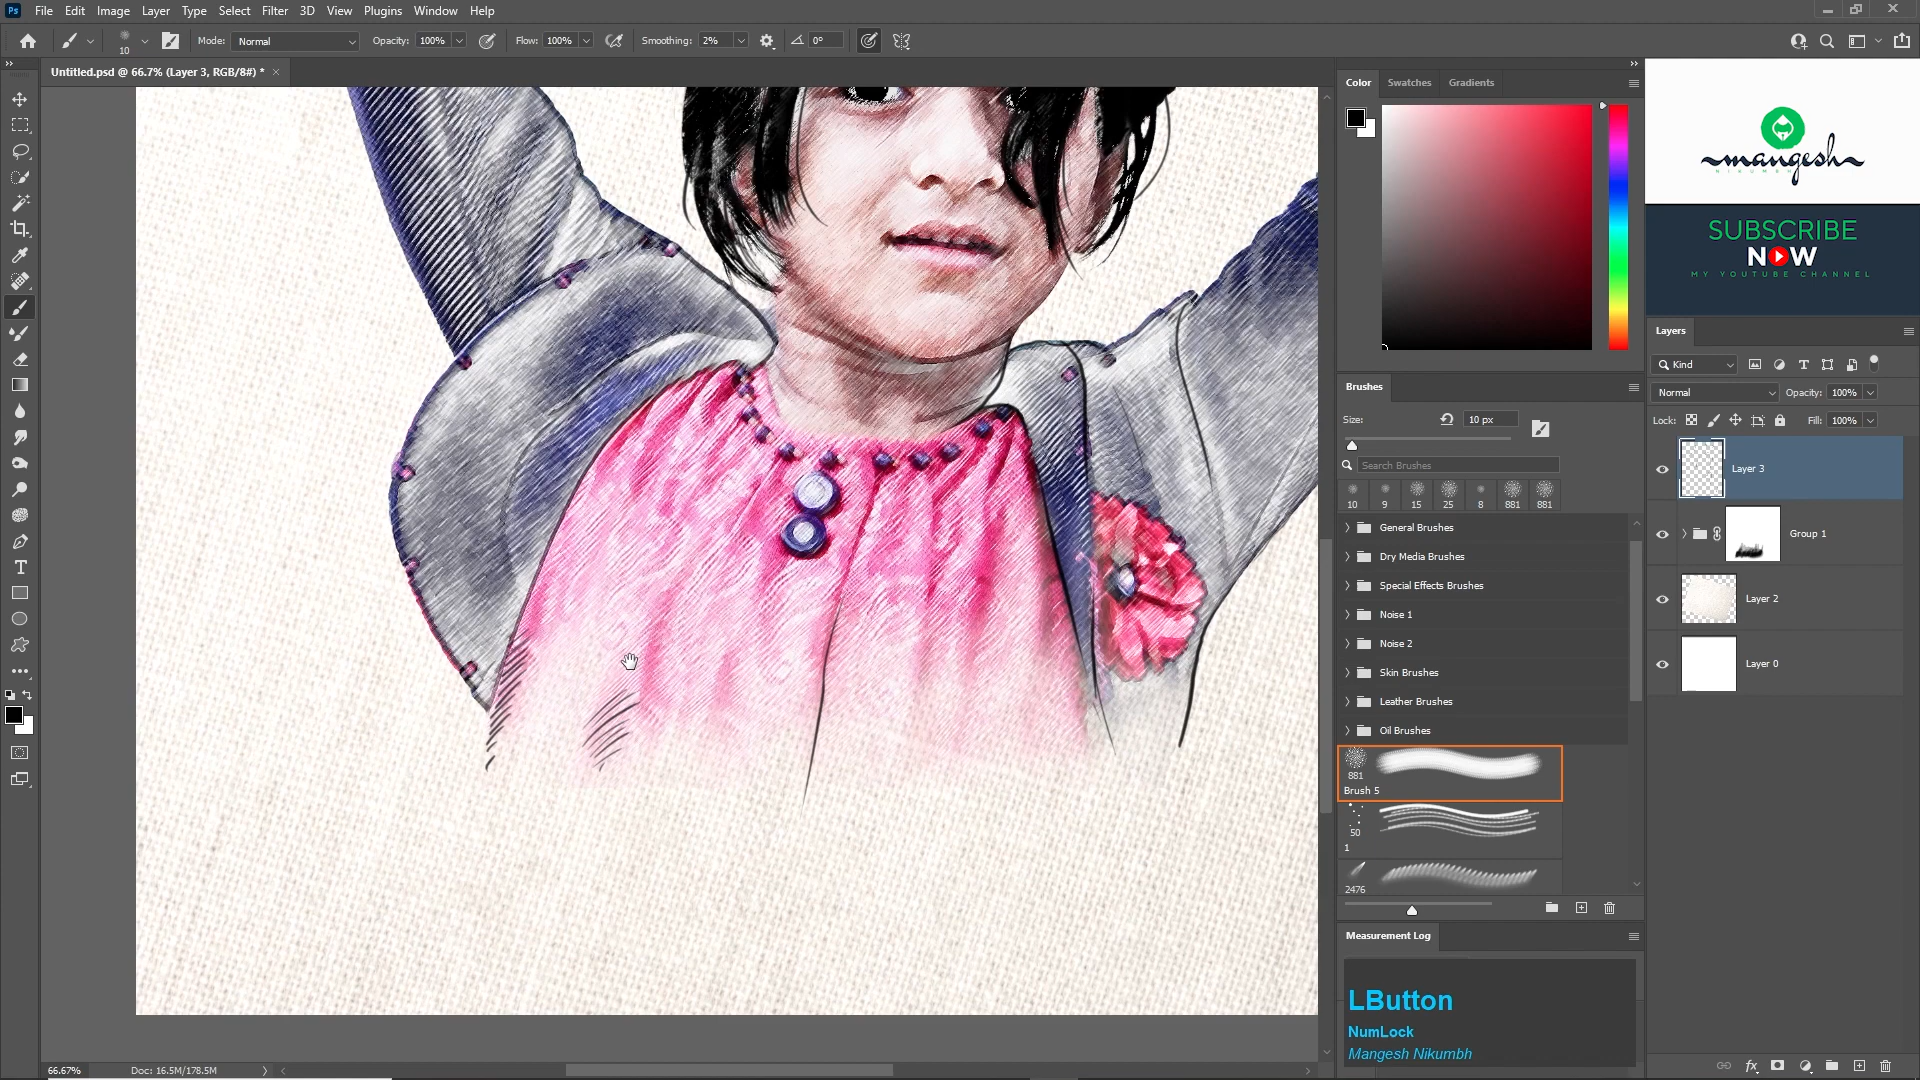 Ps File Edit Image Layer Type Select Filter 3D View Plugins Window Help
10 Mode: Normal Opacity: 100% Flow: 100% Smoothing: 2% 0°
Untitled.psd @ 66.7% (Layer 3, RGB/8#) *
Color Swatches Gradients
mangesh
NIKUMBH
SUBSCRIBE
NOW
MY YOUTUBE CHANNEL
Brushes
Size: 10 px
Search Brushes
10 9 15 25 8 881 881
General Brushes
Dry Media Brushes
Special Effects Brushes
Noise 1
Noise 2
Skin Brushes
Leather Brushes
Oil Brushes
881
Brush 5
50
1
2476
Measurement Log
LButton
NumLock
Mangesh Nikumbh
Layers
Kind
Normal Opacity: 100%
Lock: Fill: 100%
Layer 3
Group 1
Layer 2
Layer 0
fx
66.67% Doc: 16.5M/178.5M